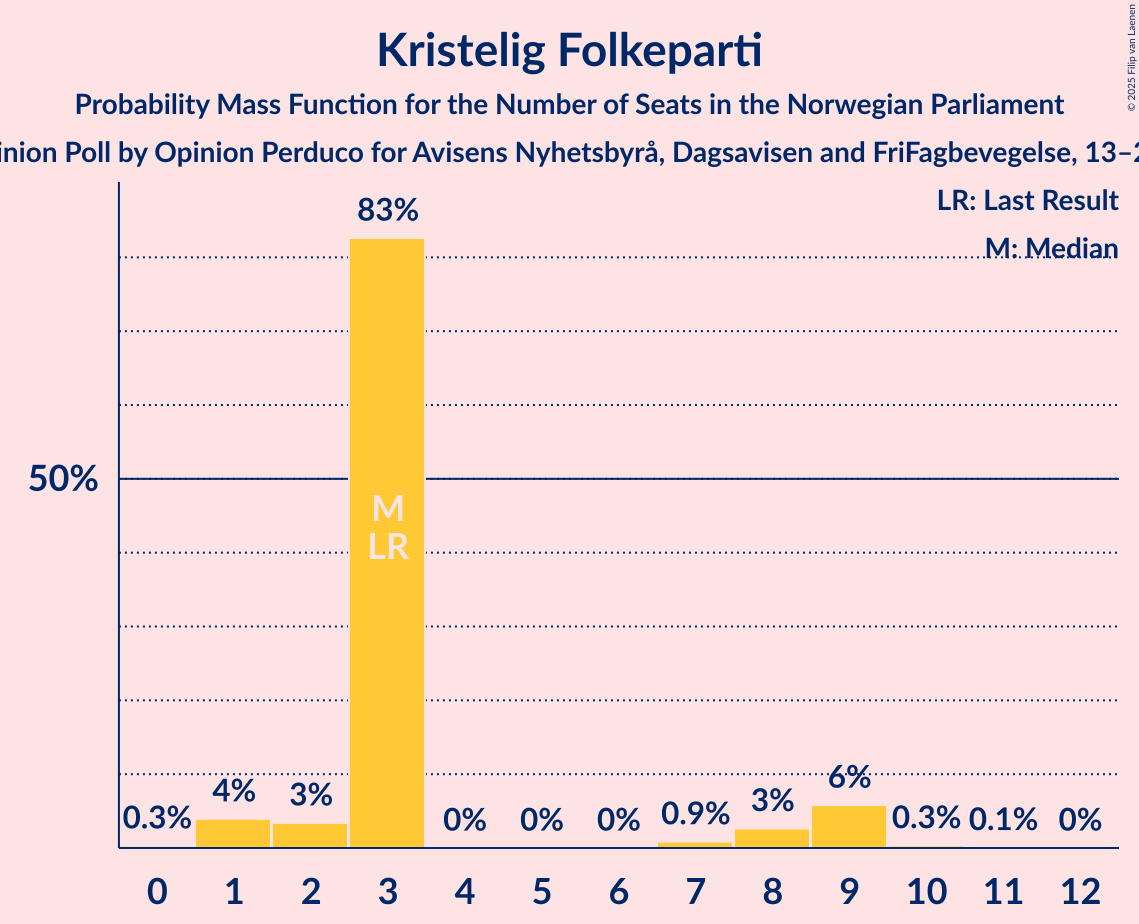 Kristelig Folkeparti
Probability Mass Function for the Number of Seats in the Norwegian Parliament
Poll by Opinion Perduco for Avisens Nyhetsbyrå, Dagsavisen and FriFagbevegelse,
© 2025 Filip van Laenen
LR: Last Result
M: Median
83%
50%
M
LR
0.3% 4% 3% 0% 0% 0% 0.9% 3% 6% 0.3% 0.1% 0%
0 1 2 3 4 5 6 7 8 9 10 11 12